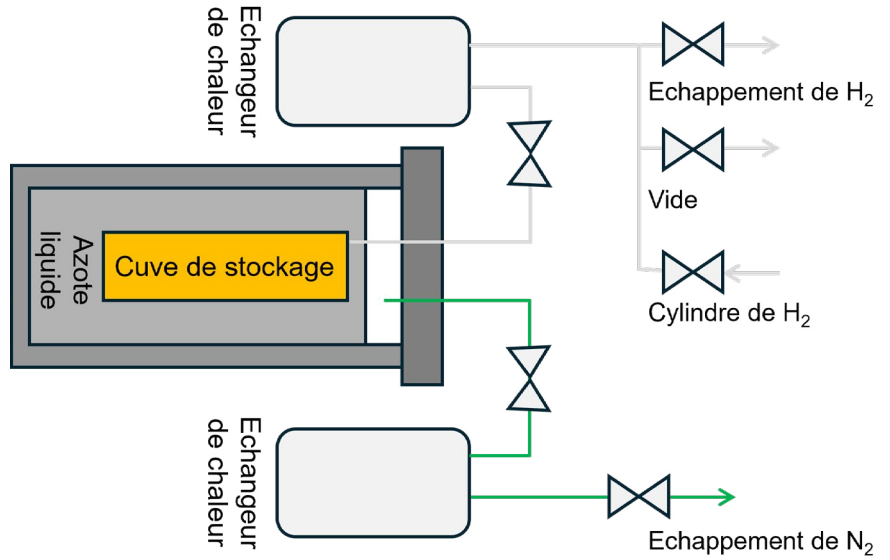 Echangeur
de chaleur
Echappement de H₂
Vide
Cylindre de H₂
Azote
liquide
Cuve de stockage
Echangeur
de chaleur
Echappement de N₂